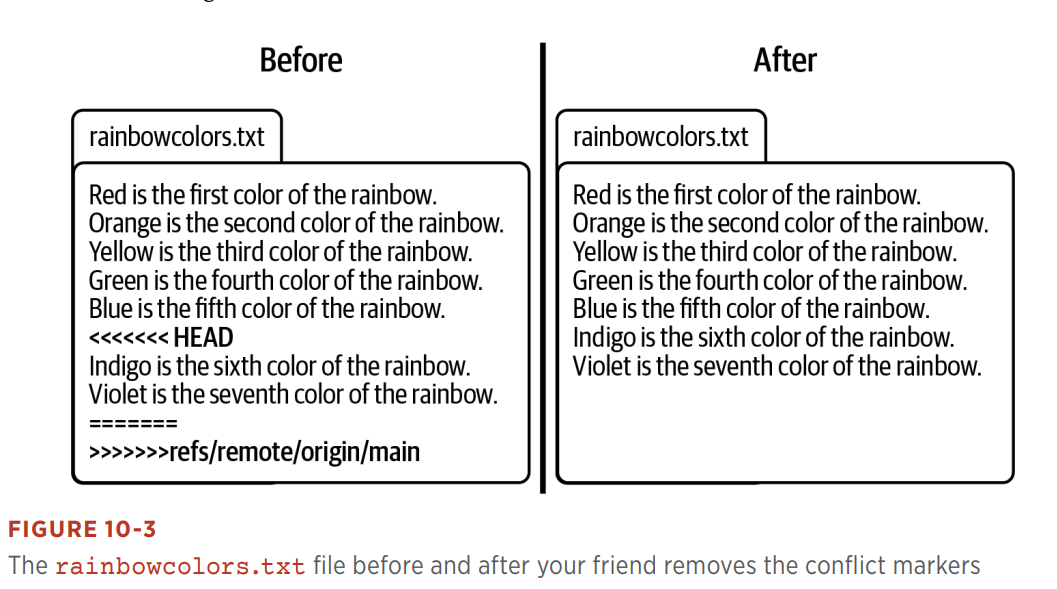 Before
rainbowcolors.txt
Red is the first color of the rainbow.
Orange is the second color of the rainbow.
Yellow is the third color of the rainbow.
Green is the fourth color of the rainbow.
Blue is the fifth color of the rainbow.
<<<<<<< HEAD
Indigo is the sixth color of the rainbow.
Violet is the seventh color of the rainbow.
=======
>>>>>>>refs/remote/origin/main
After
rainbowcolors.txt
Red is the first color of the rainbow.
Orange is the second color of the rainbow.
Yellow is the third color of the rainbow.
Green is the fourth color of the rainbow.
Blue is the fifth color of the rainbow.
Indigo is the sixth color of the rainbow.
Violet is the seventh color of the rainbow.
FIGURE 10-3
The rainbowcolors.txt file before and after your friend removes the conflict markers